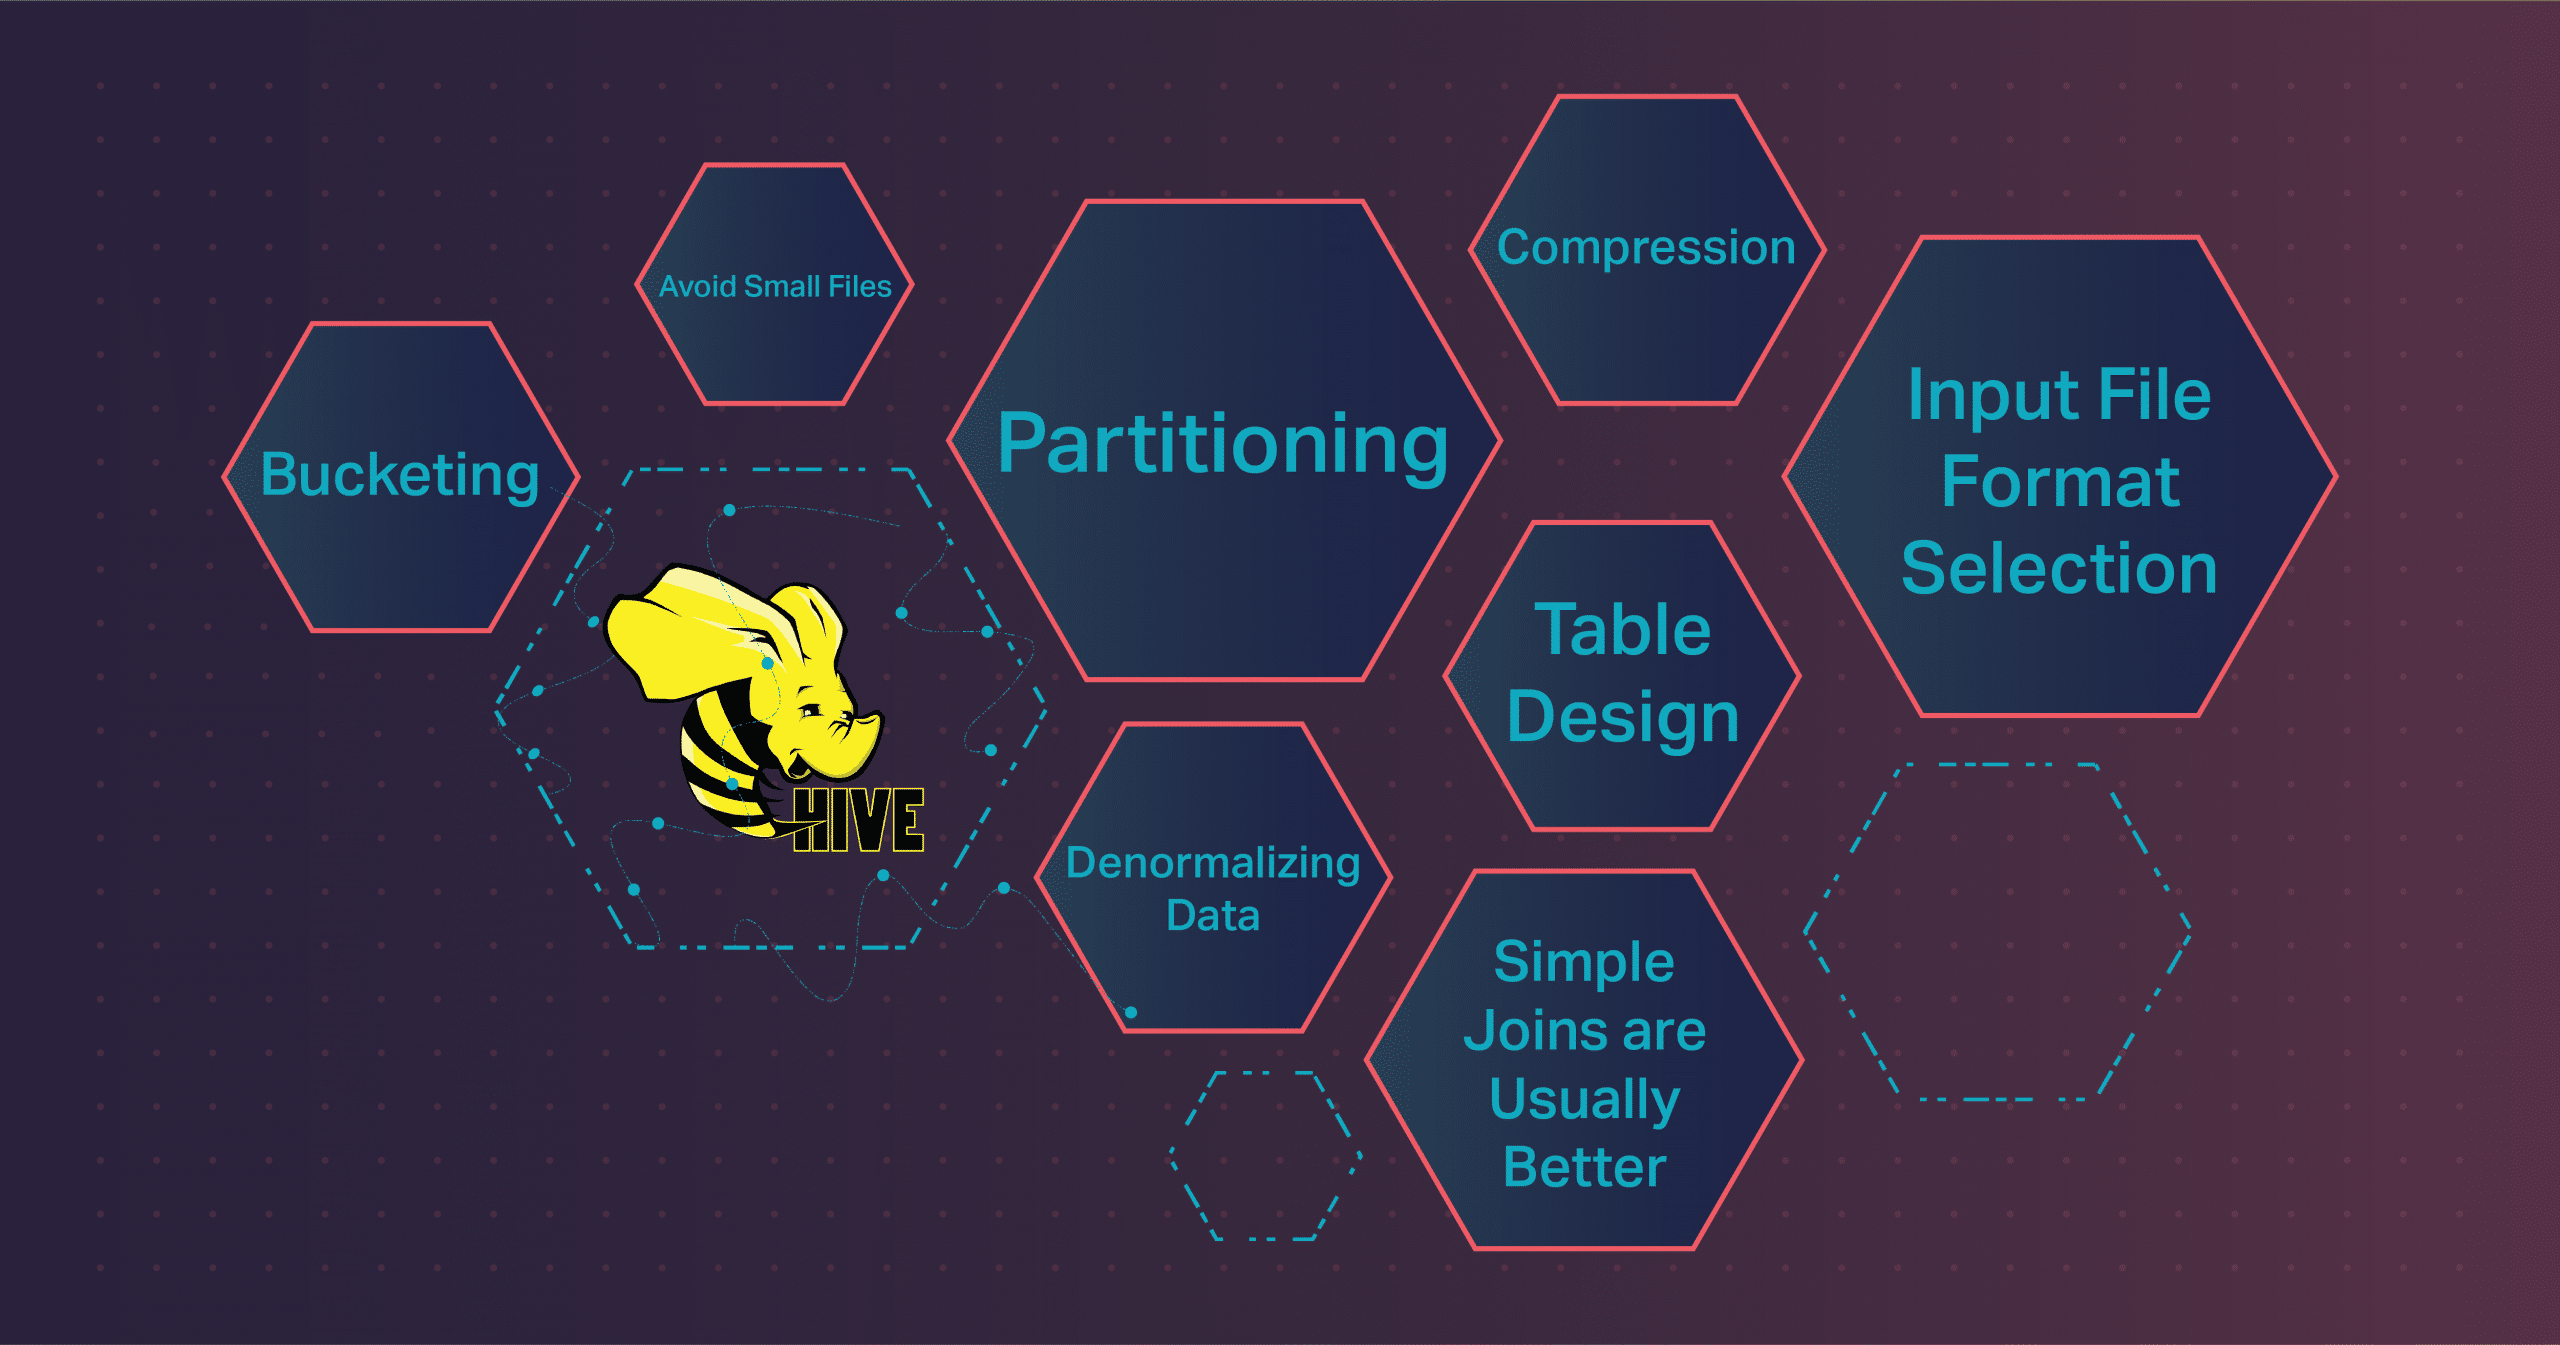 Avoid Small Files
Bucketing
HIVE
Partitioning
Compression
Input File
Format
Selection
Table
Design
Denormalizing
Data
Simple
Joins are
Usually
Better